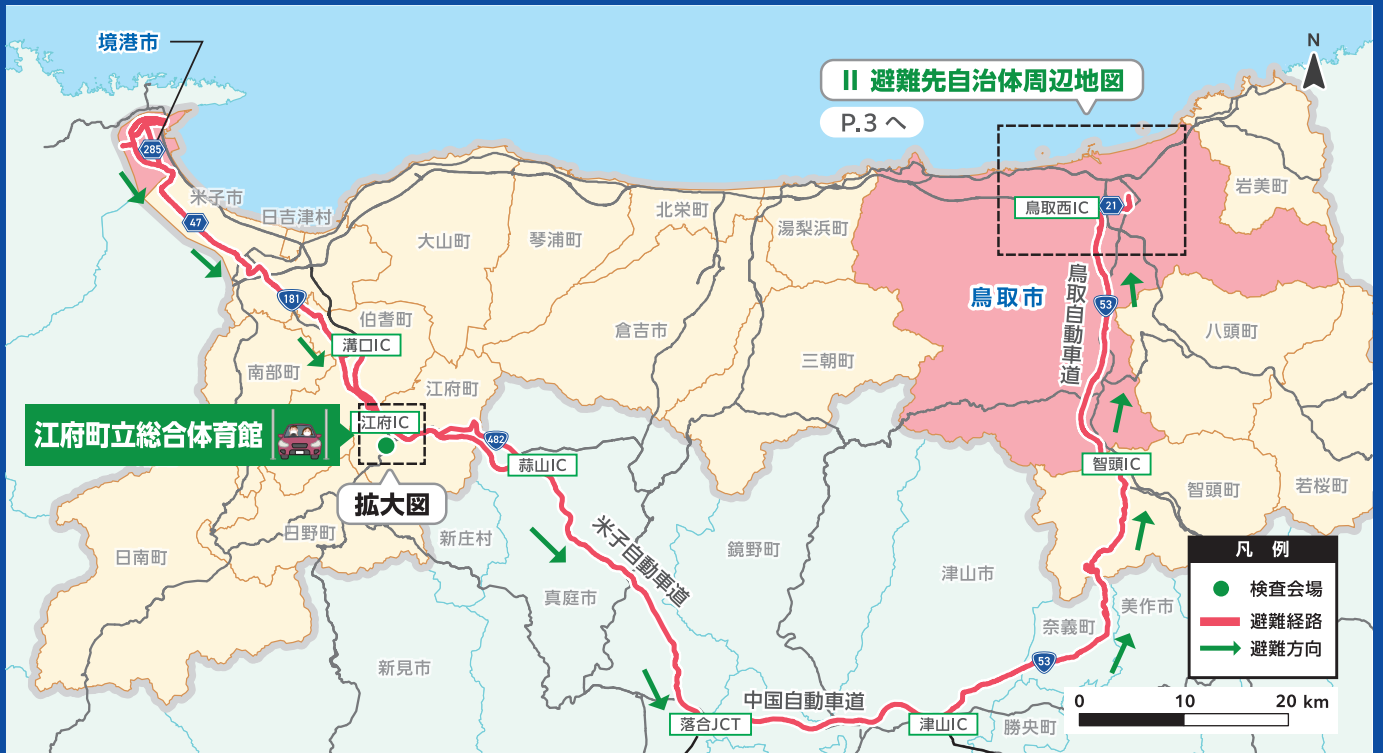 境港市
N
II 避難先自治体周辺地図
P.3 へ
285
米子市
47
日吉津村
大山町
琴浦町
北栄町
湯梨浜町
岩美町
鳥取西IC
21
181
伯耆町
溝口IC
倉吉市
三朝町
鳥取市
鳥取自動車道
53
八頭町
南部町
江府町
江府町立総合体育館
江府IC
482
蒜山IC
智頭IC
智頭町
若桜町
拡大図
日野町
新庄村
米子自動車道
鏡野町
津山市
日南町
真庭市
新見市
奈義町
美作市
53
中国自動車道
落合JCT
津山IC
勝央町
凡 例
検査会場
避難経路
避難方向
0 10 20 km